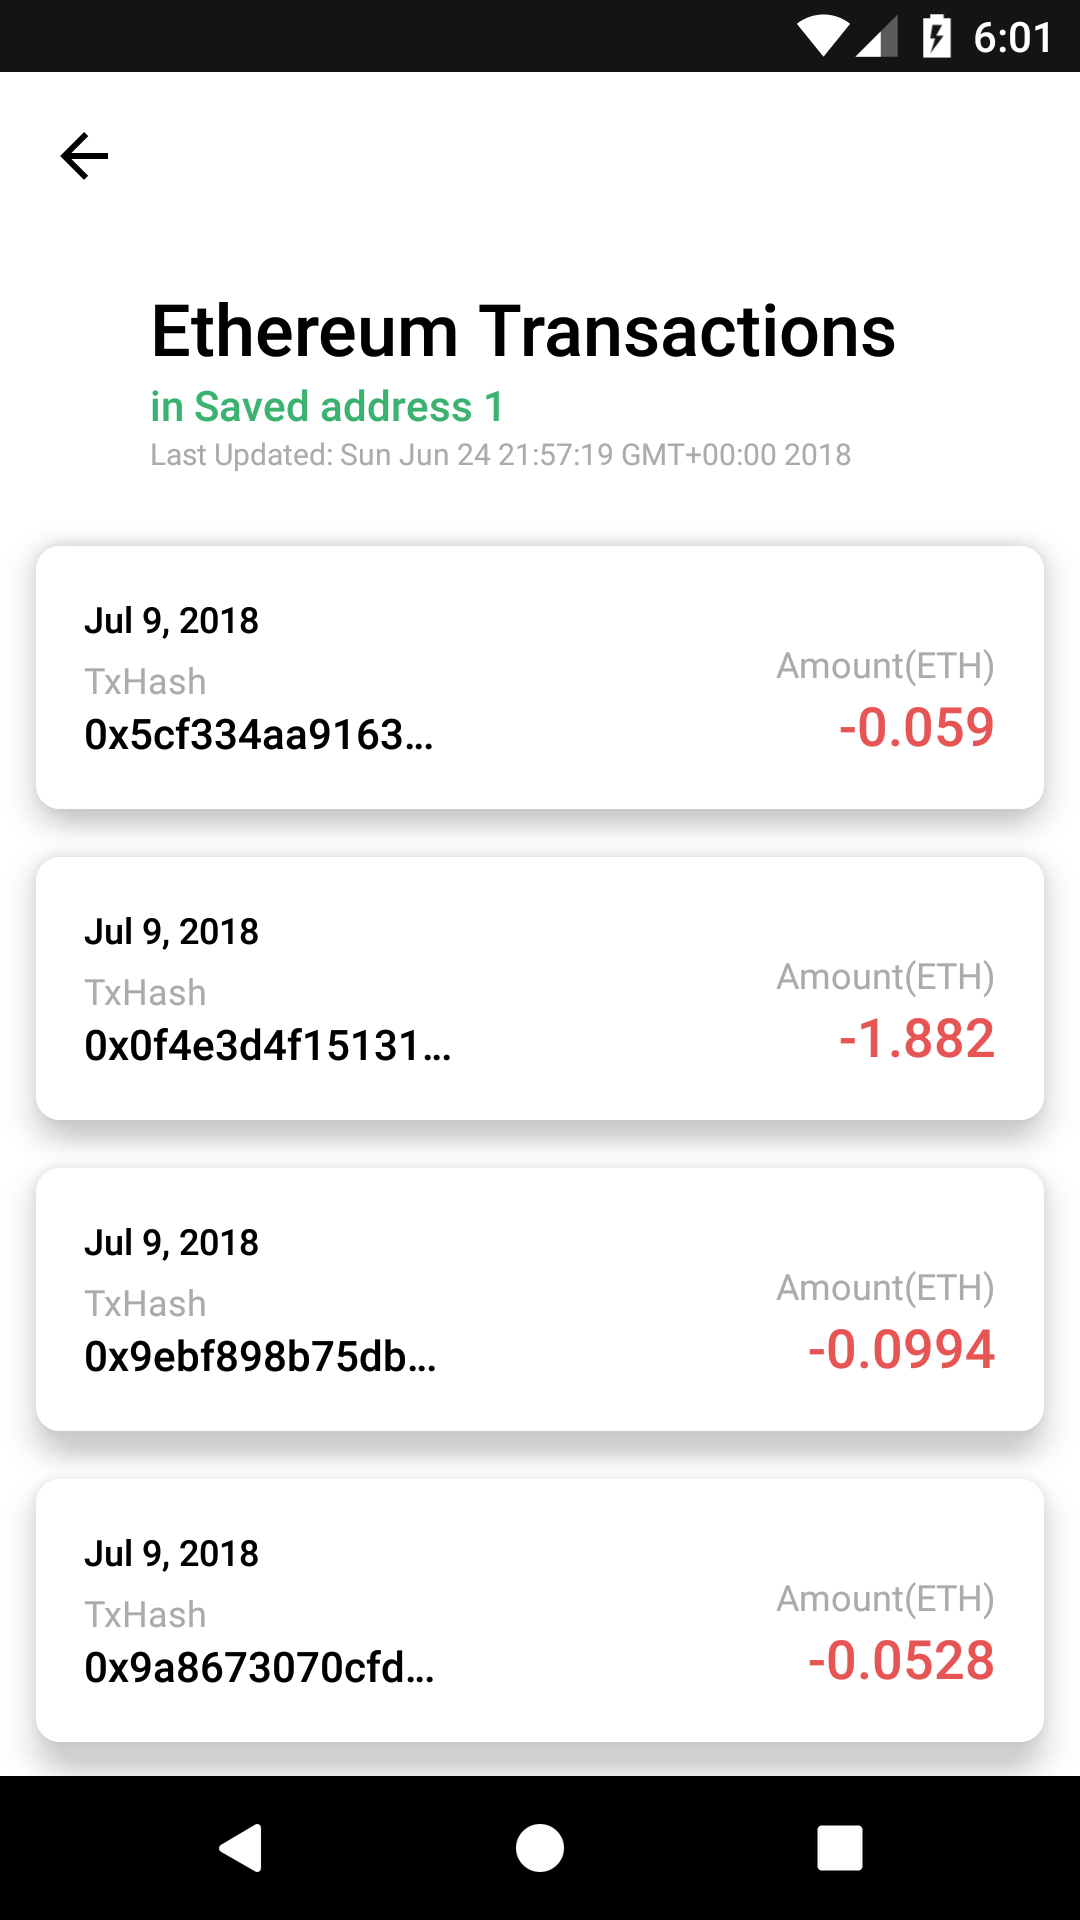 6:01
Ethereum Transactions
in Saved address 1
Last Updated: Sun Jun 24 21:57:19 GMT+00:00 2018
Jul 9, 2018
TxHash
0x5cf334aa9163...
Amount(ETH)
-0.059
Jul 9, 2018
TxHash
0x0f4e3d4f15131...
Amount(ETH)
-1.882
Jul 9, 2018
TxHash
0x9ebf898b75db...
Amount(ETH)
-0.0994
Jul 9, 2018
TxHash
0x9a8673070cfd...
Amount(ETH)
-0.0528